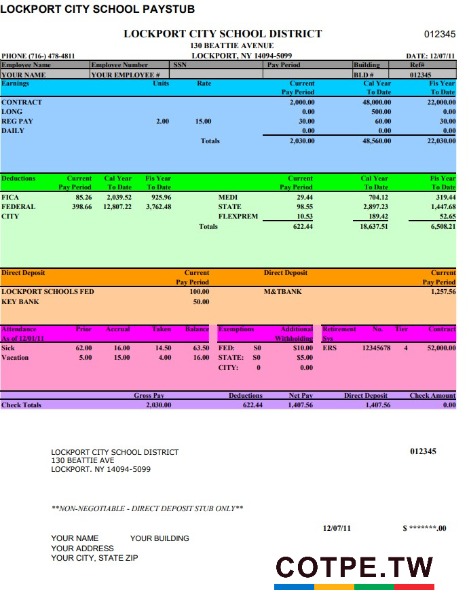 LOCKPORT CITY SCHOOL PAYSTUB
LOCKPORT CITY SCHOOL DISTRICT 012345
130 BEATTIE AVENUE
PHONE (716-) 478-4811 LOCKPORT, NY 14094-5099 DATE: 12/07/11
Employee Name Employee Number SSN Pay Period Building Ref#
YOUR NAME YOUR EMPLOYEE # BLD # 012345
Earnings Units Rate Current Cal Year Fis Year
Pay Period To Date To Date
CONTRACT 2,000.00 48,000.00 22,000.00
LONG 0.00 500.00 0.00
REG PAY 2.00 15.00 30.00 60.00 30.00
DAILY 0.00 0.00 0.00
Totals 2,030.00 48,560.00 22,030.00
Deductions Current Cal Year Fis Year Current Cal Year Fis Year
Pay Period To Date To Date Pay Period To Date To Date
FICA 85.26 2,039.52 925.96 MEDI 29.44 704.12 319.44
FEDERAL 398.66 12,807.22 3,762.48 STATE 98.55 2,897.23 1,447.68
CITY FLEXPREM 10.53 189.42 52.65
Totals 622.44 18,637.51 6,508.21
Direct Deposit Current Direct Deposit Current
Pay Period Pay Period
LOCKPORT SCHOOLS FED 100.00 M&TBANK 1,257.56
KEY BANK 50.00
Attendance Prior Accrual Taken Balance Exemptions Additional Retirement No. Tier Contract
As of 12/01/11 Withholding Sys
Sick 62.00 16.00 14.50 63.50 FED: S0 $10.00 ERS 12345678 4 52,000.00
Vacation 5.00 15.00 4.00 16.00 STATE: S0 $5.00
CITY: 0 0.00
Gross Pay Deductions Net Pay Direct Deposit Check Amount
Check Totals 2,030.00 622.44 1,407.56 1,407.56 0.00
LOCKPORT CITY SCHOOL DISTRICT 012345
130 BEATTIE AVE
LOCKPORT. NY 14094-5099
**NON-NEGOTIABLE - DIRECT DEPOSIT STUB ONLY**
12/07/11 $ *******.00
YOUR NAME YOUR BUILDING
YOUR ADDRESS
YOUR CITY, STATE ZIP
COTPE.TW